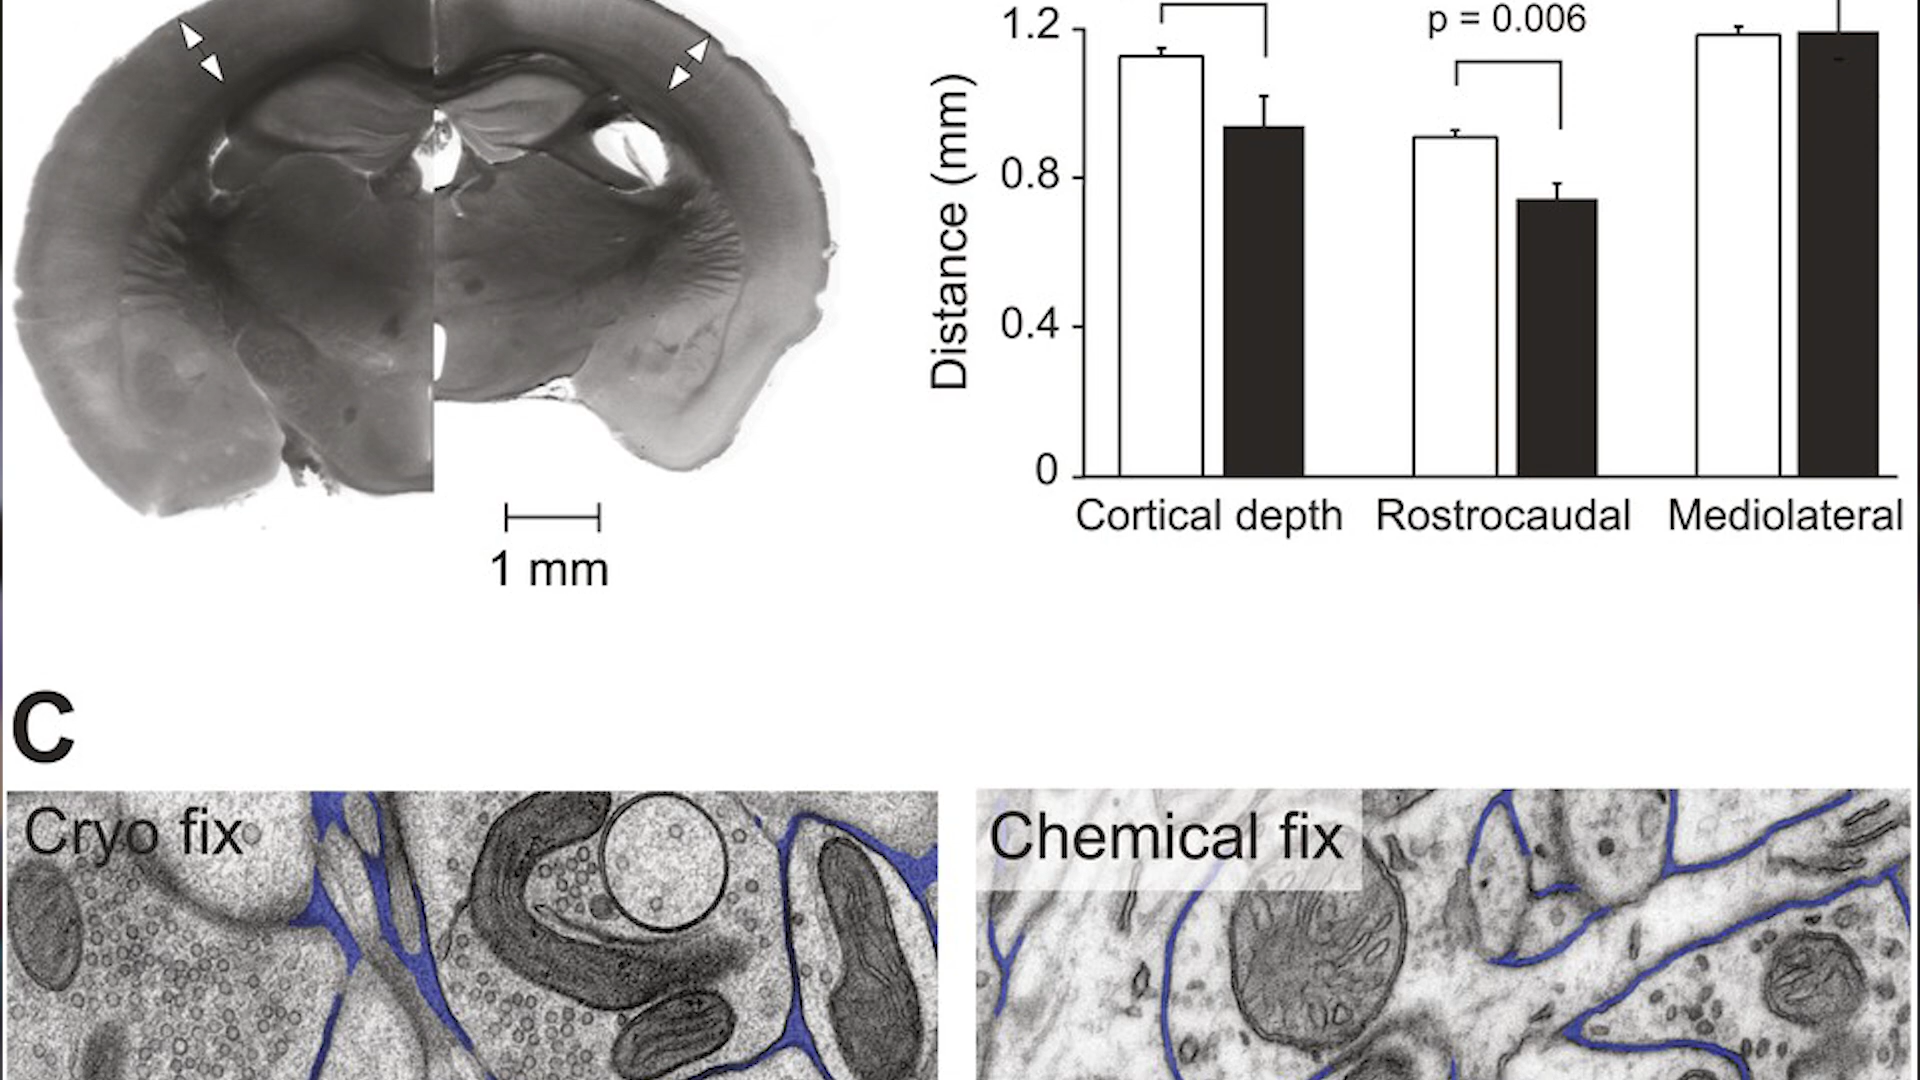 1.2
p = 0.006
0.8
0.4
0
Distance (mm)
Cortical depth
Rostrocaudal
Mediolateral
1 mm
C
Cryo fix
Chemical fix